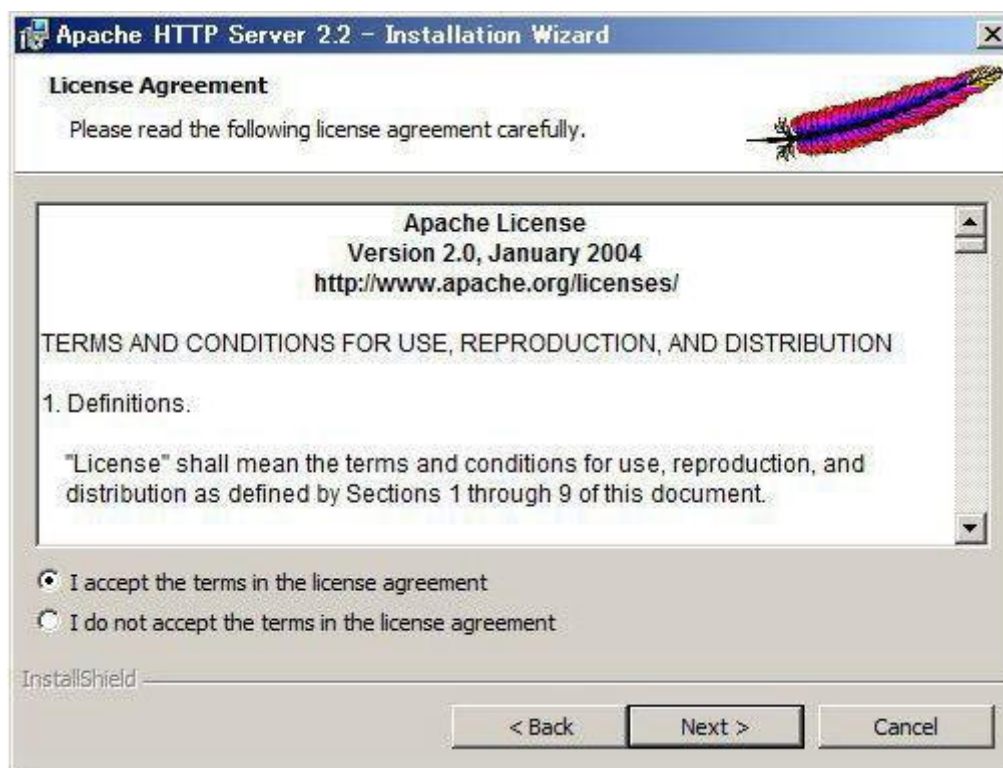 Apache HTTP Server 2.2 - Installation Wizard
License Agreement
Please read the following license agreement carefully.
Apache License
Version 2.0, January 2004
http://www.apache.org/licenses/
TERMS AND CONDITIONS FOR USE, REPRODUCTION, AND DISTRIBUTION
1. Definitions.
"License" shall mean the terms and conditions for use, reproduction, and
distribution as defined by Sections 1 through 9 of this document.
I accept the terms in the license agreement
I do not accept the terms in the license agreement
InstallShield
< Back Next > Cancel